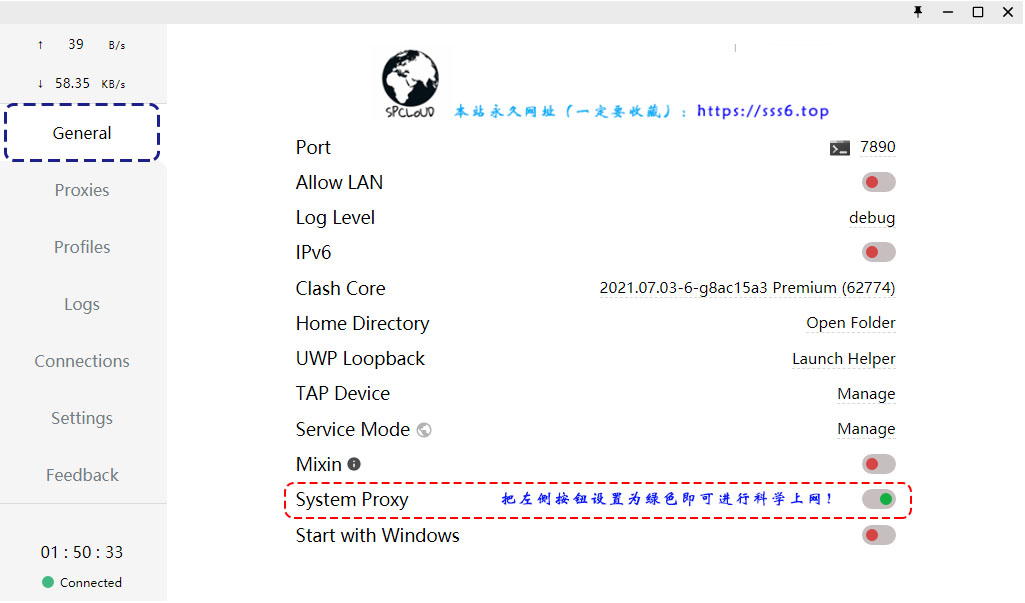 ↑ 39 B/s
↓ 58.35 KB/s
General
Proxies
Profiles
Logs
Connections
Settings
Feedback
01 : 50 : 33
Connected
SPCLOUD
本站永久网址（一定要收藏）：https://sss6.top
Port 7890
Allow LAN
Log Level debug
IPv6
Clash Core 2021.07.03-6-g8ac15a3 Premium (62774)
Home Directory Open Folder
UWP Loopback Launch Helper
TAP Device Manage
Service Mode Manage
Mixin
System Proxy 把左侧按钮设置为绿色即可进行科学上网！
Start with Windows